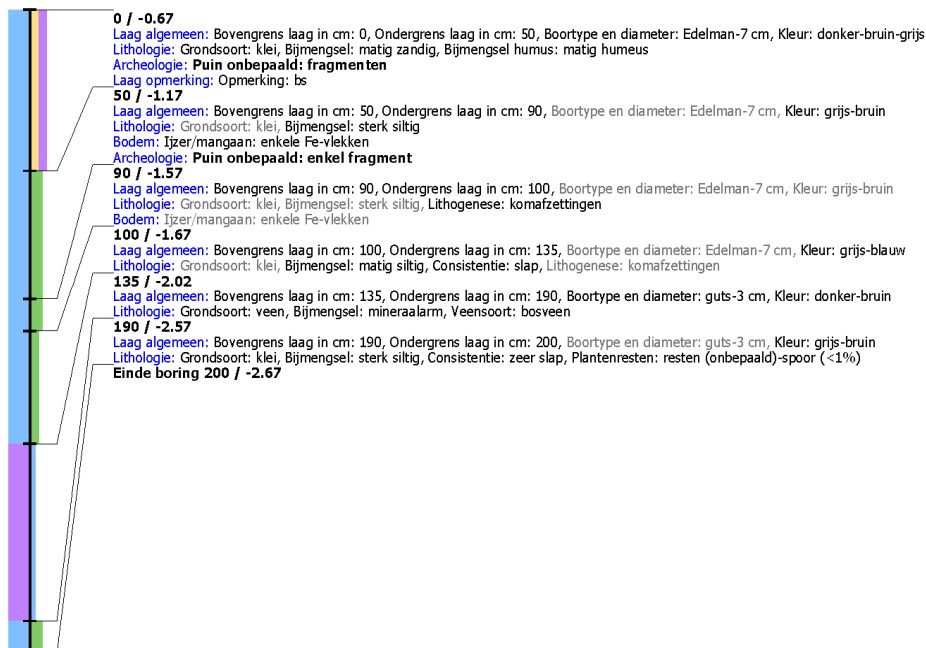 0 / -0.67
Laag algemeen: Bovengrens laag in cm: 0, Ondergrens laag in cm: 50, Boortype en diameter: Edelman-7 cm, Kleur: donker-bruin-grijs
Lithologie: Grondsoort: klei, Bijmengsel: matig zandig, Bijmengsel humus: matig humeus
Archeologie: Puin onbepaald: fragmenten
Laag opmerking: Opmerking: bs
50 / -1.17
Laag algemeen: Bovengrens laag in cm: 50, Ondergrens laag in cm: 90, Boortype en diameter: Edelman-7 cm, Kleur: grijs-bruin
Lithologie: Grondsoort: klei, Bijmengsel: sterk siltig
Bodem: Ijzer/mangaan: enkele Fe-vlekken
Archeologie: Puin onbepaald: enkel fragment
90 / -1.57
Laag algemeen: Bovengrens laag in cm: 90, Ondergrens laag in cm: 100, Boortype en diameter: Edelman-7 cm, Kleur: grijs-bruin
Lithologie: Grondsoort: klei, Bijmengsel: sterk siltig, Lithogenese: komafzettingen
Bodem: Ijzer/mangaan: enkele Fe-vlekken
100 / -1.67
Laag algemeen: Bovengrens laag in cm: 100, Ondergrens laag in cm: 135, Boortype en diameter: Edelman-7 cm, Kleur: grijs-blauw
Lithologie: Grondsoort: klei, Bijmengsel: matig siltig, Consistentie: slap, Lithogenese: komafzettingen
135 / -2.02
Laag algemeen: Bovengrens laag in cm: 135, Ondergrens laag in cm: 190, Boortype en diameter: guts-3 cm, Kleur: donker-bruin
Lithologie: Grondsoort: veen, Bijmengsel: mineraalarm, Veensoort: bosveen
190 / -2.57
Laag algemeen: Bovengrens laag in cm: 190, Ondergrens laag in cm: 200, Boortype en diameter: guts-3 cm, Kleur: grijs-bruin
Lithologie: Grondsoort: klei, Bijmengsel: sterk siltig, Consistentie: zeer slap, Plantenresten: resten (onbepaald)-spoor (<1%)
Einde boring 200 / -2.67